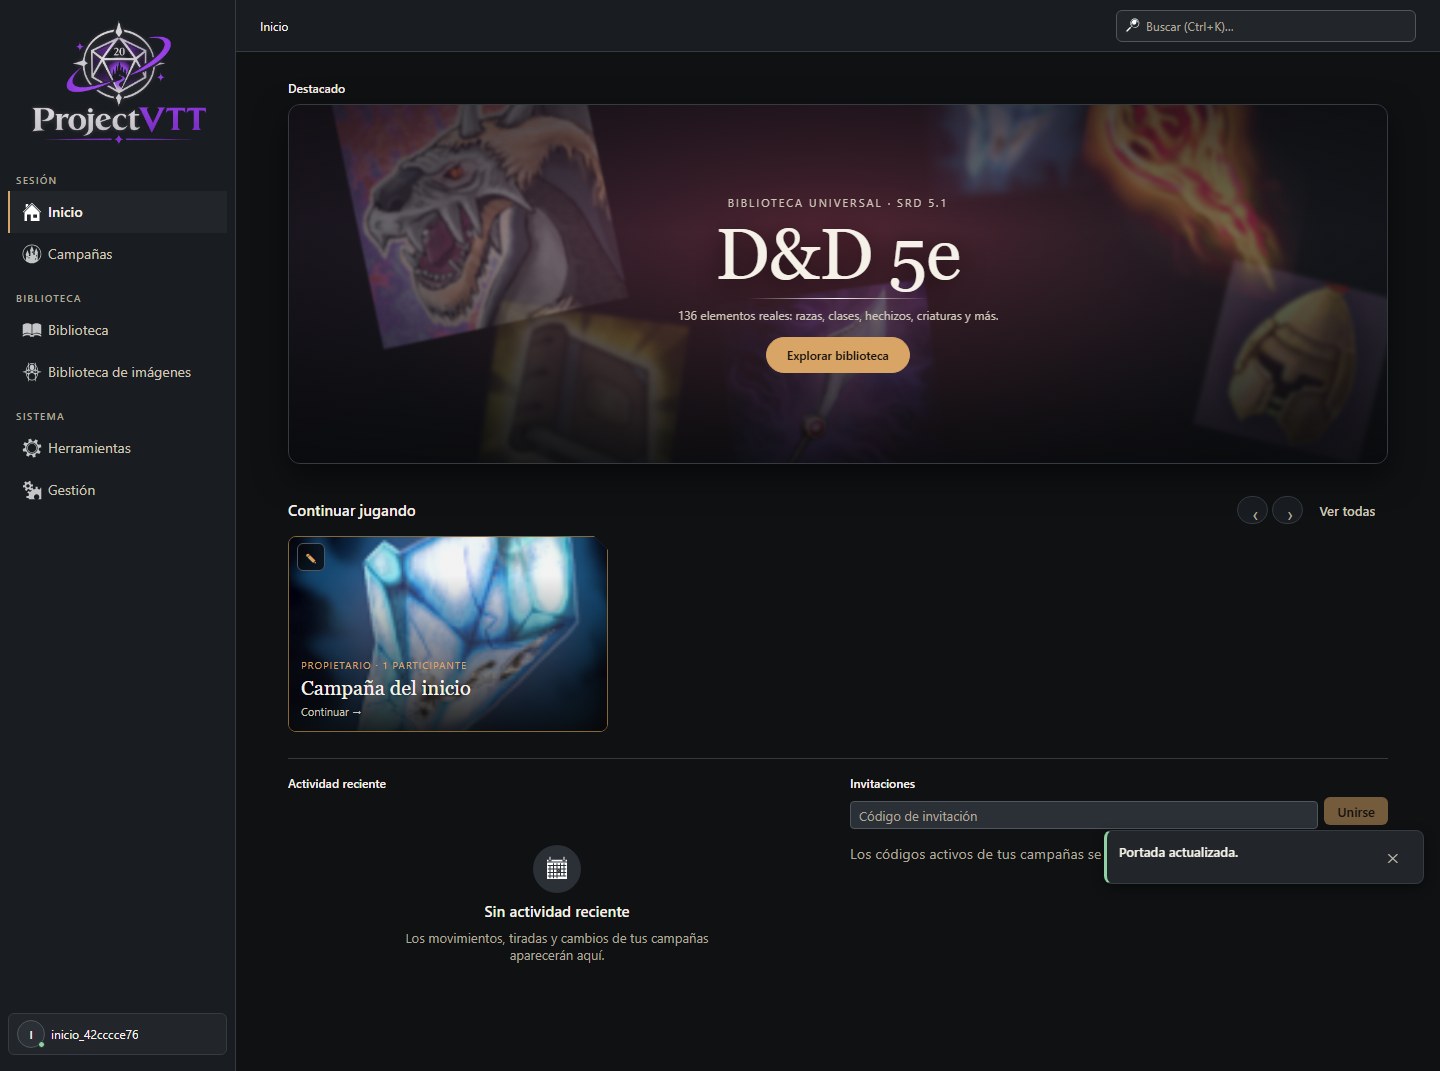 20
ProjectVTT
SESIÓN
Inicio
Campañas
BIBLIOTECA
Biblioteca
Biblioteca de imágenes
SISTEMA
Herramientas
Gestión
I
inicio_42cccce76
Inicio
Buscar (Ctrl+K)...
Destacado
BIBLIOTECA UNIVERSAL · SRD 5.1
D&D 5e
136 elementos reales: razas, clases, hechizos, criaturas y más.
Explorar biblioteca
Continuar jugando
‹ › Ver todas
PROPIETARIO · 1 PARTICIPANTE
Campaña del inicio
Continuar →
Actividad reciente
Sin actividad reciente
Los movimientos, tiradas y cambios de tus campañas
aparecerán aquí.
Invitaciones
Código de invitación
Unirse
Los códigos activos de tus campañas se
Portada actualizada.